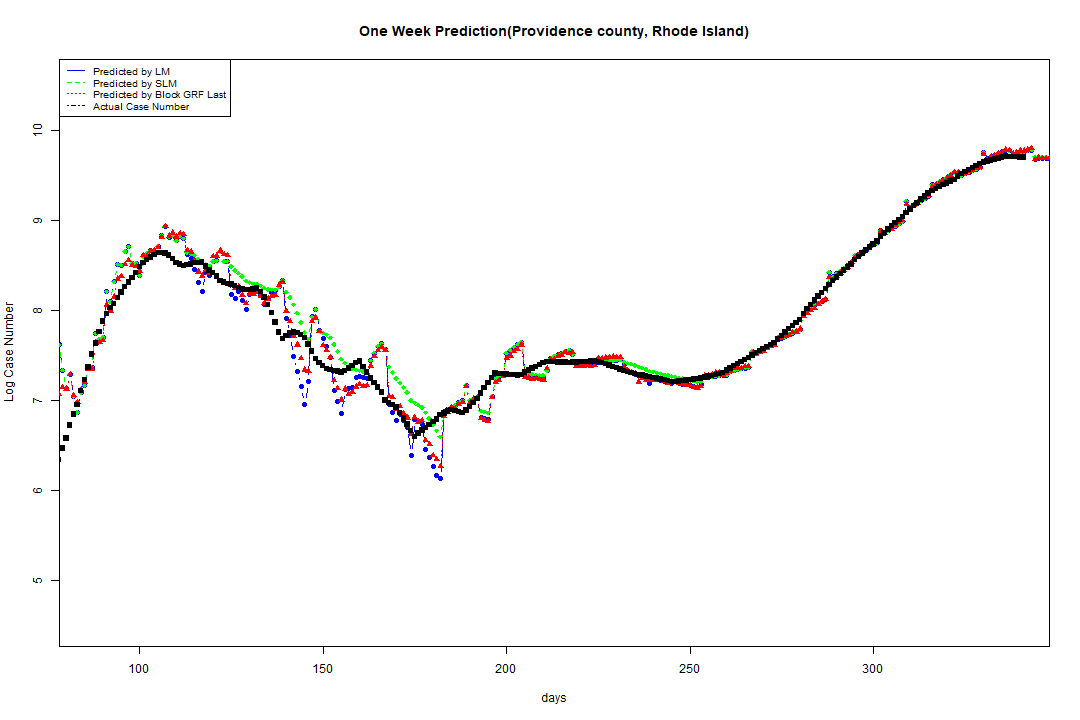 One Week Prediction(Providence county, Rhode Island)
Predicted by LM
Predicted by SLM
Predicted by Block GRF Last
Actual Case Number
10
9
8
7
6
5
Log Case Number
100 150 200 250 300
days